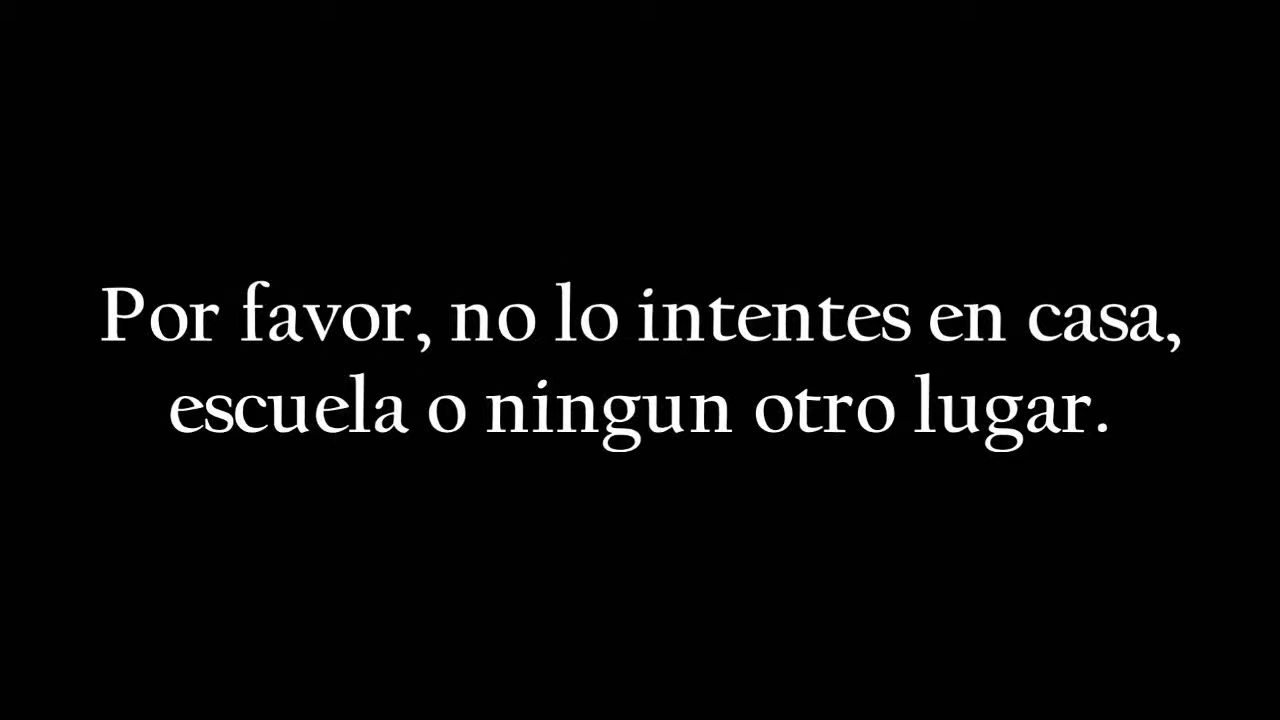 Por favor, no lo intentes en casa,
escuela o ningun otro lugar.